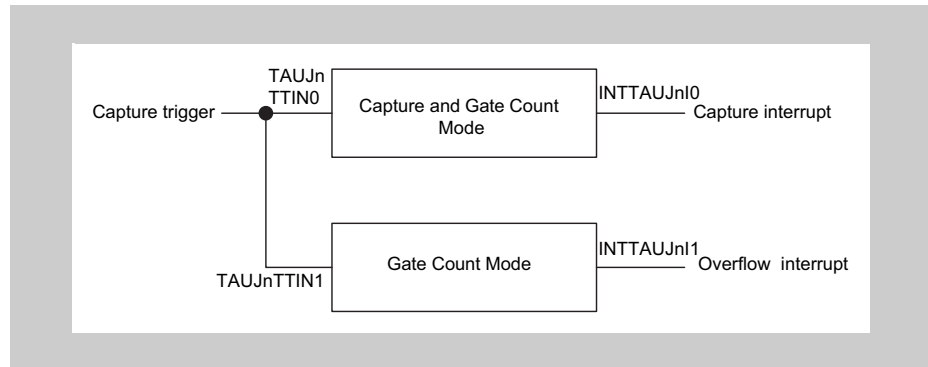 TAUJn
TTIN0
Capture trigger
Capture and Gate Count
Mode
INTTAUJnI0
Capture interrupt
Gate Count Mode
INTTAUJnI1
Overflow interrupt
TAUJnTTIN1